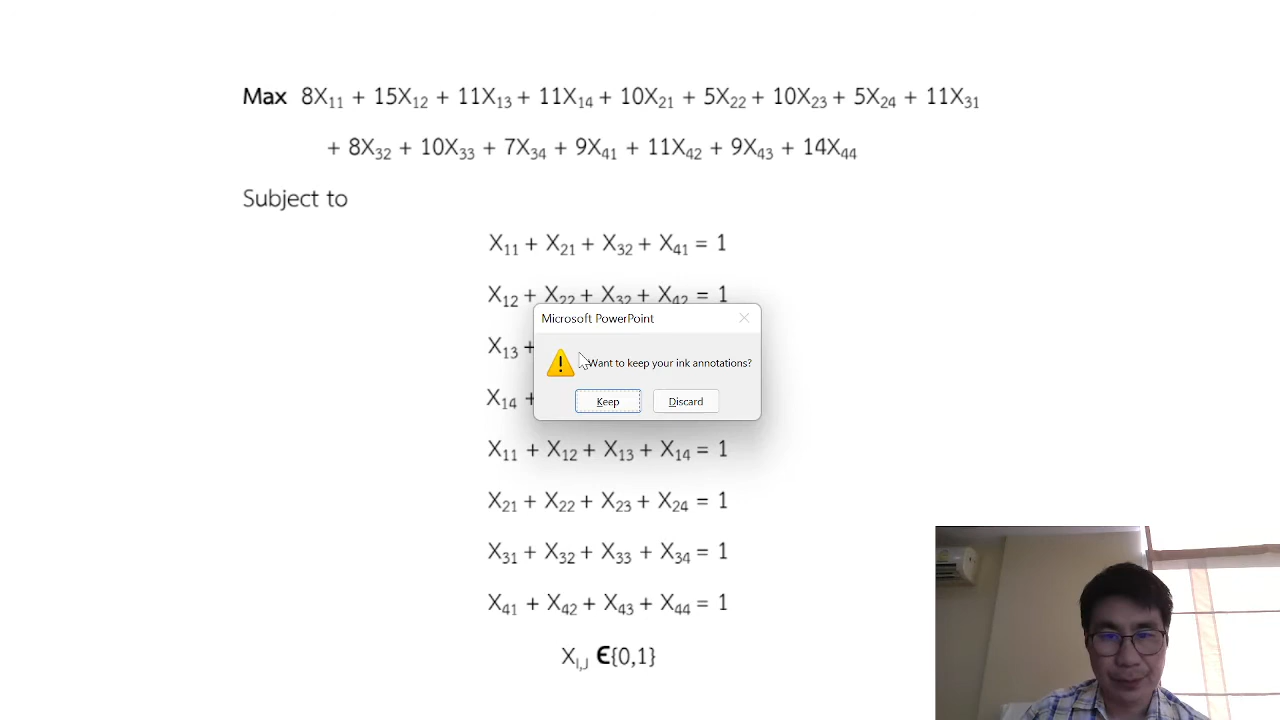 Max 8X₁₁ + 15X₁₂ + 11X₁₃ + 11X₁₄ + 10X₂₁ + 5X₂₂ + 10X₂₃ + 5X₂₄ + 11X₃₁
+ 8X₃₂ + 10X₃₃ + 7X₃₄ + 9X₄₁ + 11X₄₂ + 9X₄₃ + 14X₄₄
Subject to
X₁₁ + X₂₁ + X₃₂ + X₄₁ = 1
X₁₂ + X₂₂ + X₃₂ + X₄₂ = 1
X₁₃ +
X₁₄ +
Microsoft PowerPoint
Want to keep your ink annotations?
Keep
Discard
X₁₁ + X₁₂ + X₁₃ + X₁₄ = 1
X₂₁ + X₂₂ + X₂₃ + X₂₄ = 1
X₃₁ + X₃₂ + X₃₃ + X₃₄ = 1
X₄₁ + X₄₂ + X₄₃ + X₄₄ = 1
X_I,J Є{0,1}